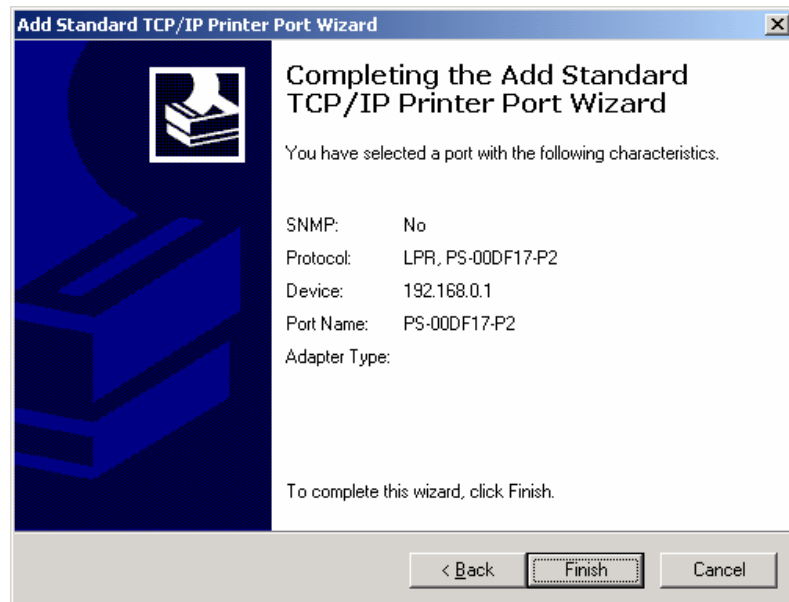 Add Standard TCP/IP Printer Port Wizard
Completing the Add Standard
TCP/IP Printer Port Wizard
You have selected a port with the following characteristics.
SNMP: No
Protocol: LPR, PS-00DF17-P2
Device: 192.168.0.1
Port Name: PS-00DF17-P2
Adapter Type:
To complete this wizard, click Finish.
< Back Finish Cancel